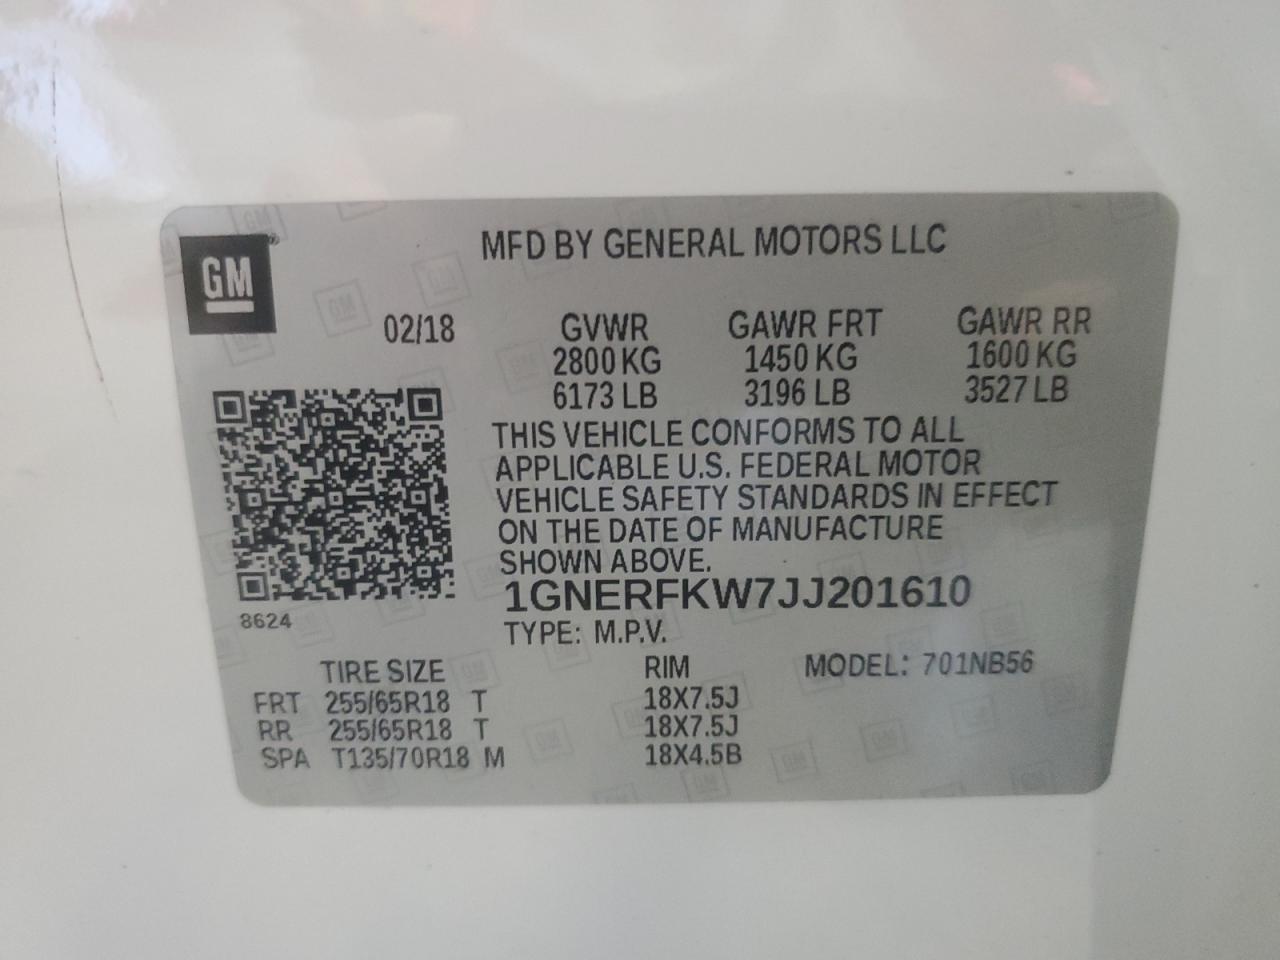 GM
MFD BY GENERAL MOTORS LLC
02/18 GVWR GAWR FRT GAWR RR
2800 KG 1450 KG 1600 KG
6173 LB 3196 LB 3527 LB
THIS VEHICLE CONFORMS TO ALL
APPLICABLE U.S. FEDERAL MOTOR
VEHICLE SAFETY STANDARDS IN EFFECT
ON THE DATE OF MANUFACTURE
SHOWN ABOVE.
1GNERFKW7JJ201610
8624
TYPE: M.P.V.
TIRE SIZE RIM MODEL: 701NB56
FRT 255/65R18 T 18X7.5J
RR 255/65R18 T 18X7.5J
SPA T135/70R18 M 18X4.5B